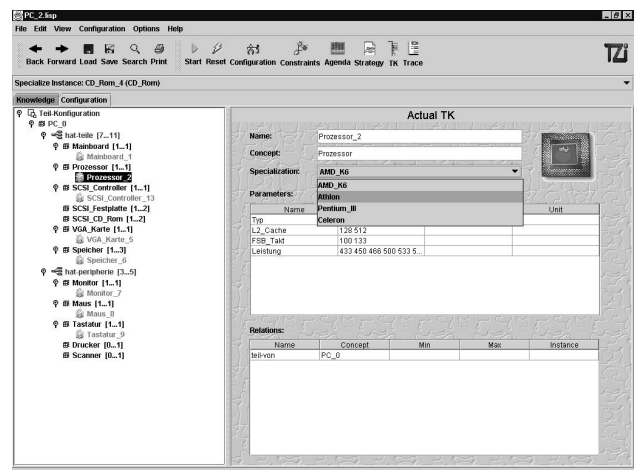 PC_2.lisp
File Edit View Configuration Options Help
Back Forward Load Save Search Print Start Reset Configuration Constraints Agenda Strategy TK Trace
TZi
Specialize Instance: CD_Rom_4 (CD_Rom)
Knowledge Configuration
Teil-Konfiguration
PC_0
hat-teile [7...11]
Mainboard [1...1]
Mainboard_1
Prozessor [1...1]
Prozessor_2
SCSI_Controller [1...1]
SCSI_Controller_13
SCSI_Festplatte [1...2]
SCSI_CD_Rom [1...2]
VGA_Karte [1...1]
VGA_Karte_5
Speicher [1...3]
Speicher_6
hat-peripherie [3...5]
Monitor [1...1]
Monitor_7
Maus [1...1]
Maus_8
Tastatur [1...1]
Tastatur_9
Drucker [0...1]
Scanner [0...1]
Actual TK
Name: Prozessor_2
Concept: Prozessor
Specialization: AMD_K6
AMD_K6
Athlon
Pentium_III
Celeron
Parameters:
Name Unit
Typ
L2_Cache 128 512
FSB_Takt 100 133
Leistung 433 450 466 500 533 5...
Relations:
Name Concept Min Max Instance
teil-von PC_0